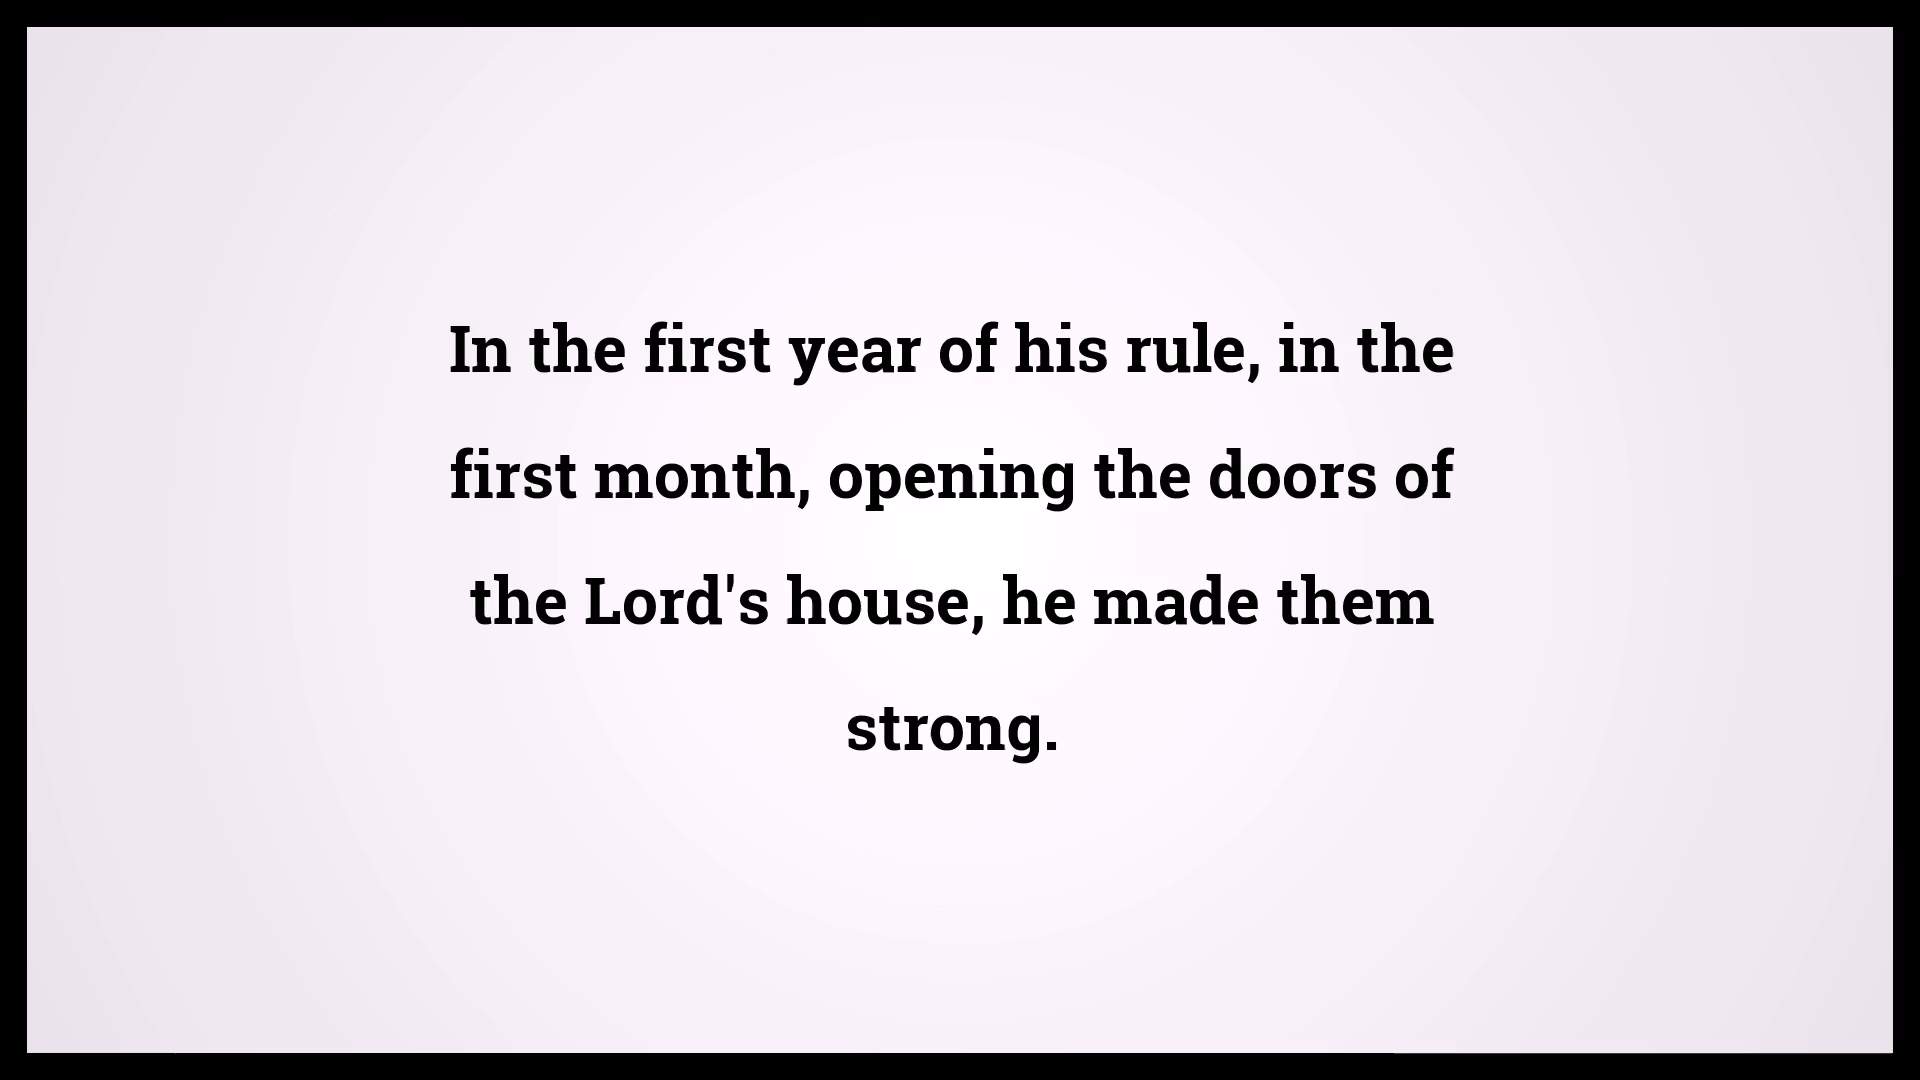 In the first year of his rule, in the
first month, opening the doors of
the Lord's house, he made them
strong.